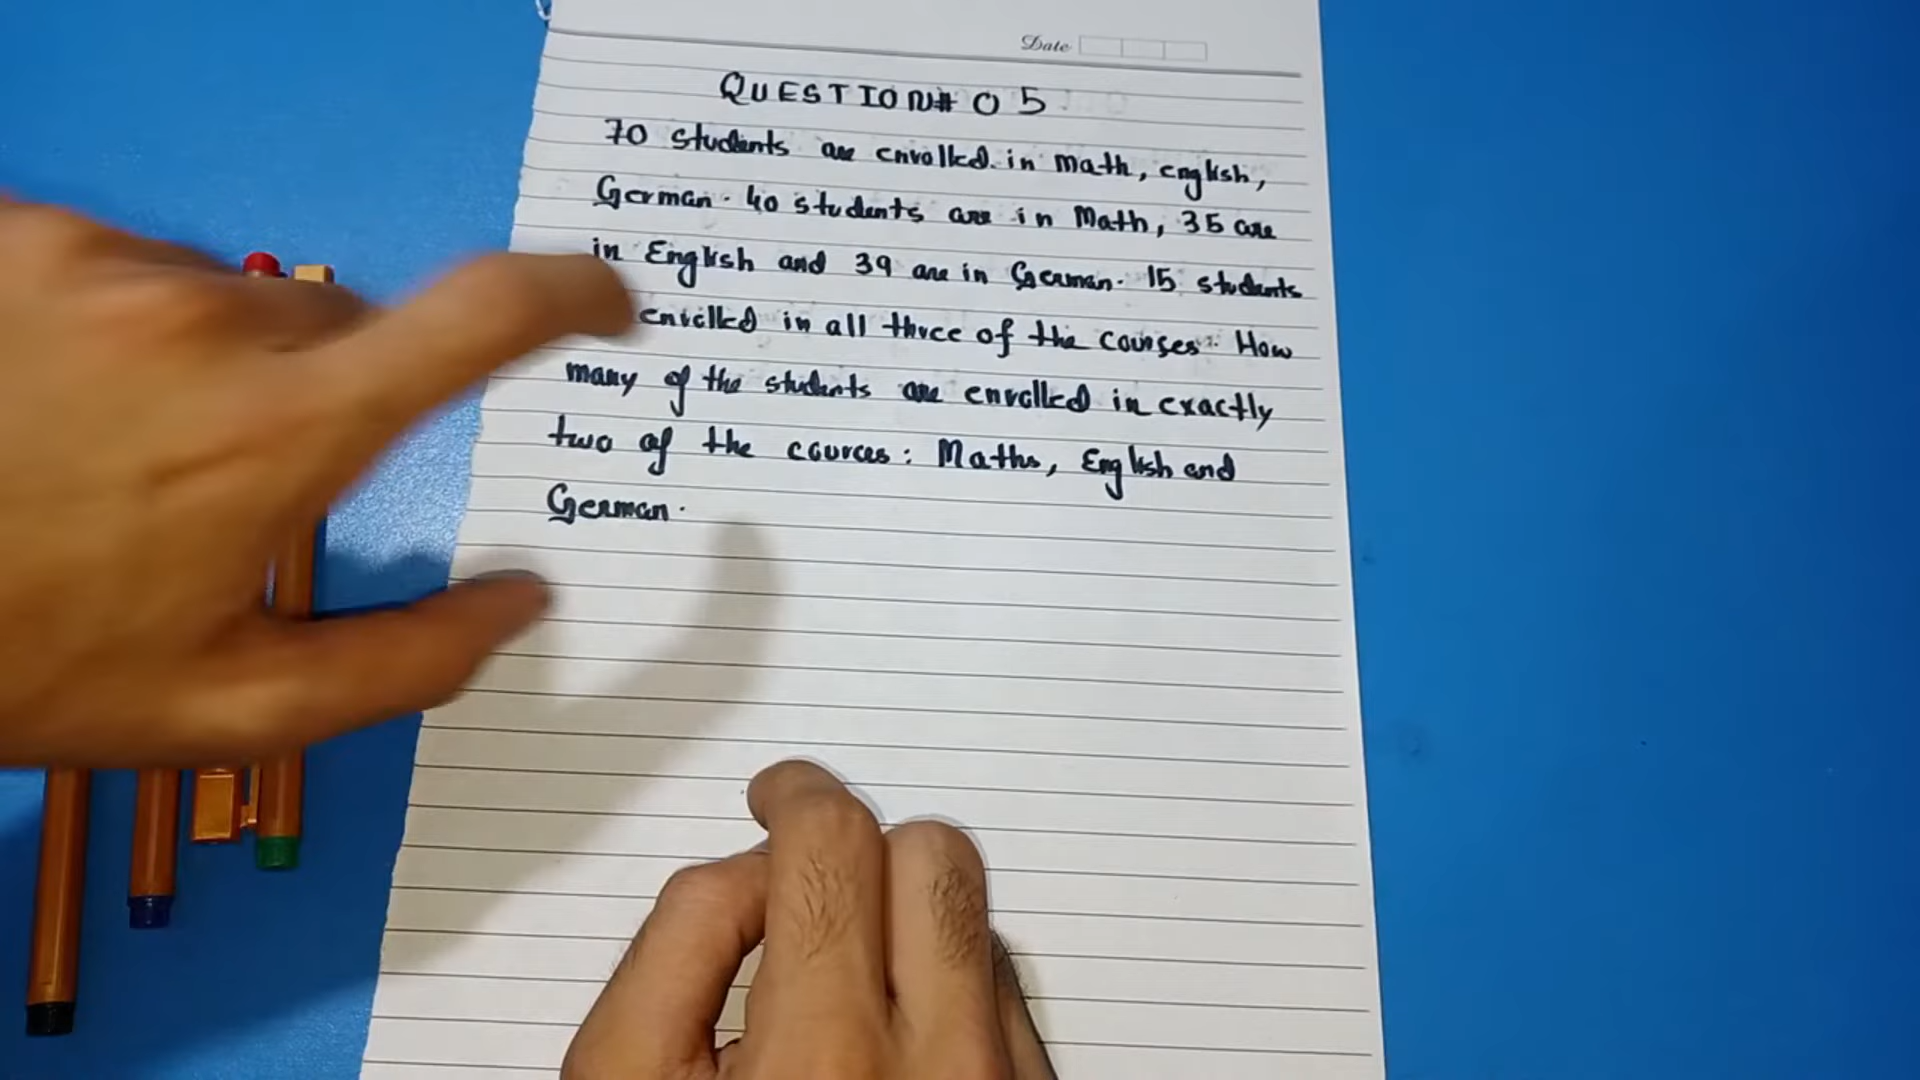 Date
QUESTION# 05
70 students are enrolled in math, english,
German. 40 students are in Math, 35 are
in English and 39 are in German. 15 students
enrolled in all three of the courses. How
many of the students are enrolled in exactly
two of the cources: Maths, English and
German.